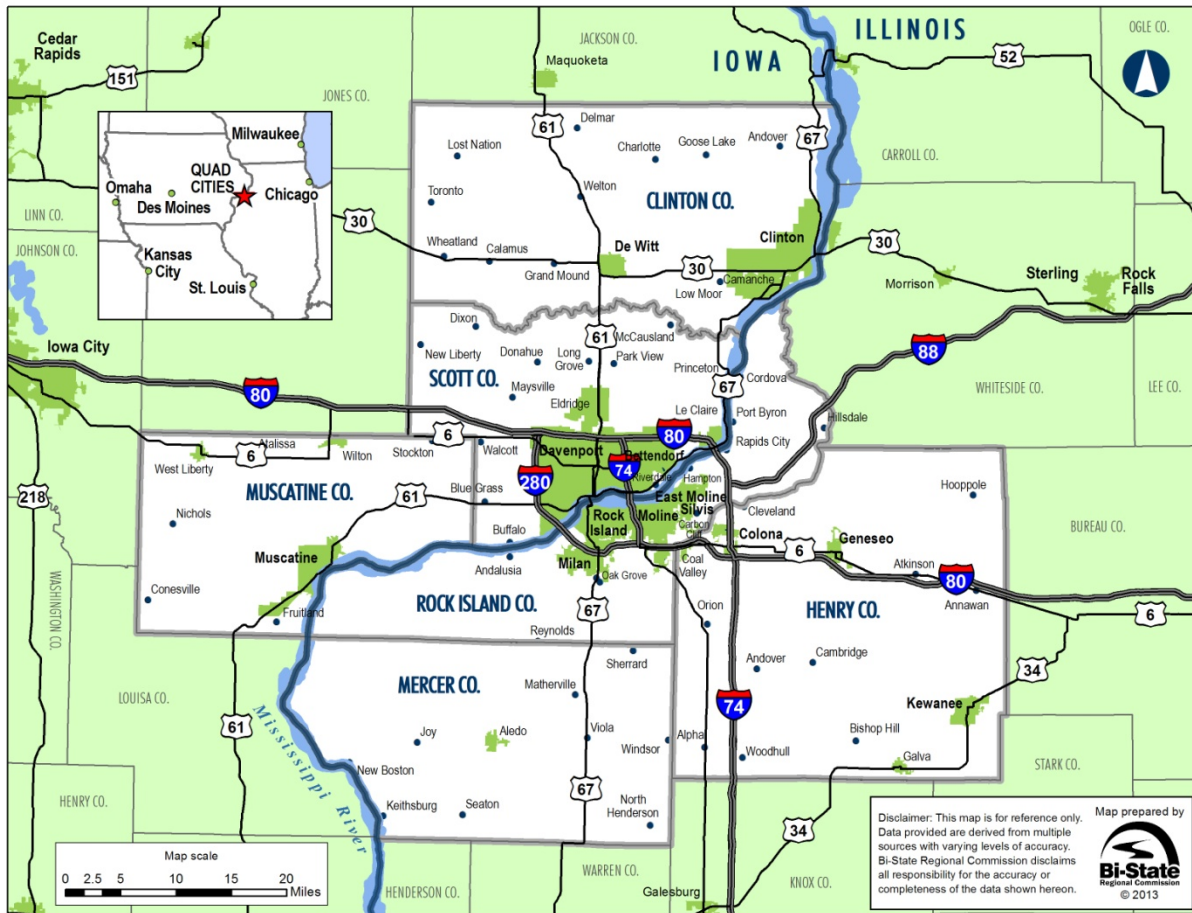 Cedar
Rapids
JACKSON CO.
Maquoketa
IOWA
ILLINOIS
OGLE CO.
151
52
JONES CO.
61
67
Delmar
Lost Nation
Charlotte
Goose Lake
Andover
CARROLL CO.
Milwaukee
QUAD
CITIES
Omaha
Chicago
Des Moines
Kansas
City
St. Louis
Toronto
Welton
CLINTON CO.
LINN CO.
30
JOHNSON CO.
Wheatland
Calamus
Grand Mound
De Witt
Clinton
30
30
Camanche
Low Moor
Morrison
Sterling
Rock
Falls
Dixon
McCausland
New Liberty
Donahue
Long
Grove
61
Park View
Iowa City
SCOTT CO.
Maysville
Princeton
67
Cordova
88
WHITESIDE CO.
LEE CO.
80
Eldridge
Le Claire
Port Byron
Hillsdale
80
Rapids City
6
Atalissa
Wilton
6
Stockton
Walcott
Davenport
Bettendorf
West Liberty
74
Riverdale
Hampton
218
MUSCATINE CO.
61
Blue Grass
280
East Moline
Silvis
Hooppole
Nichols
Buffalo
Rock
Island
Moline
Carbon
Cliff
Cleveland
BUREAU CO.
Muscatine
Andalusia
Milan
Colona
6
Geneseo
Coal
Valley
Atkinson
80
Annawan
WASHINGTON CO.
Conesville
Fruitland
ROCK ISLAND CO.
Oak Grove
67
Orion
HENRY CO.
6
Reynolds
Sherrard
Andover
Cambridge
34
LOUISA CO.
MERCER CO.
Matherville
74
Kewanee
61
Mississippi River
Joy
Aledo
Viola
Windsor
Alpha
Woodhull
Bishop Hill
Galva
STARK CO.
New Boston
67
HENRY CO.
Keithsburg
Seaton
North
Henderson
34
Map scale
0 2.5 5 10 15 20
Miles
HENDERSON CO.
WARREN CO.
Galesburg
KNOX CO.
Disclaimer: This map is for reference only.
Data provided are derived from multiple
sources with varying levels of accuracy.
Bi-State Regional Commission disclaims
all responsibility for the accuracy or
completeness of the data shown hereon.
Map prepared by
Bi-State
Regional Commission
© 2013